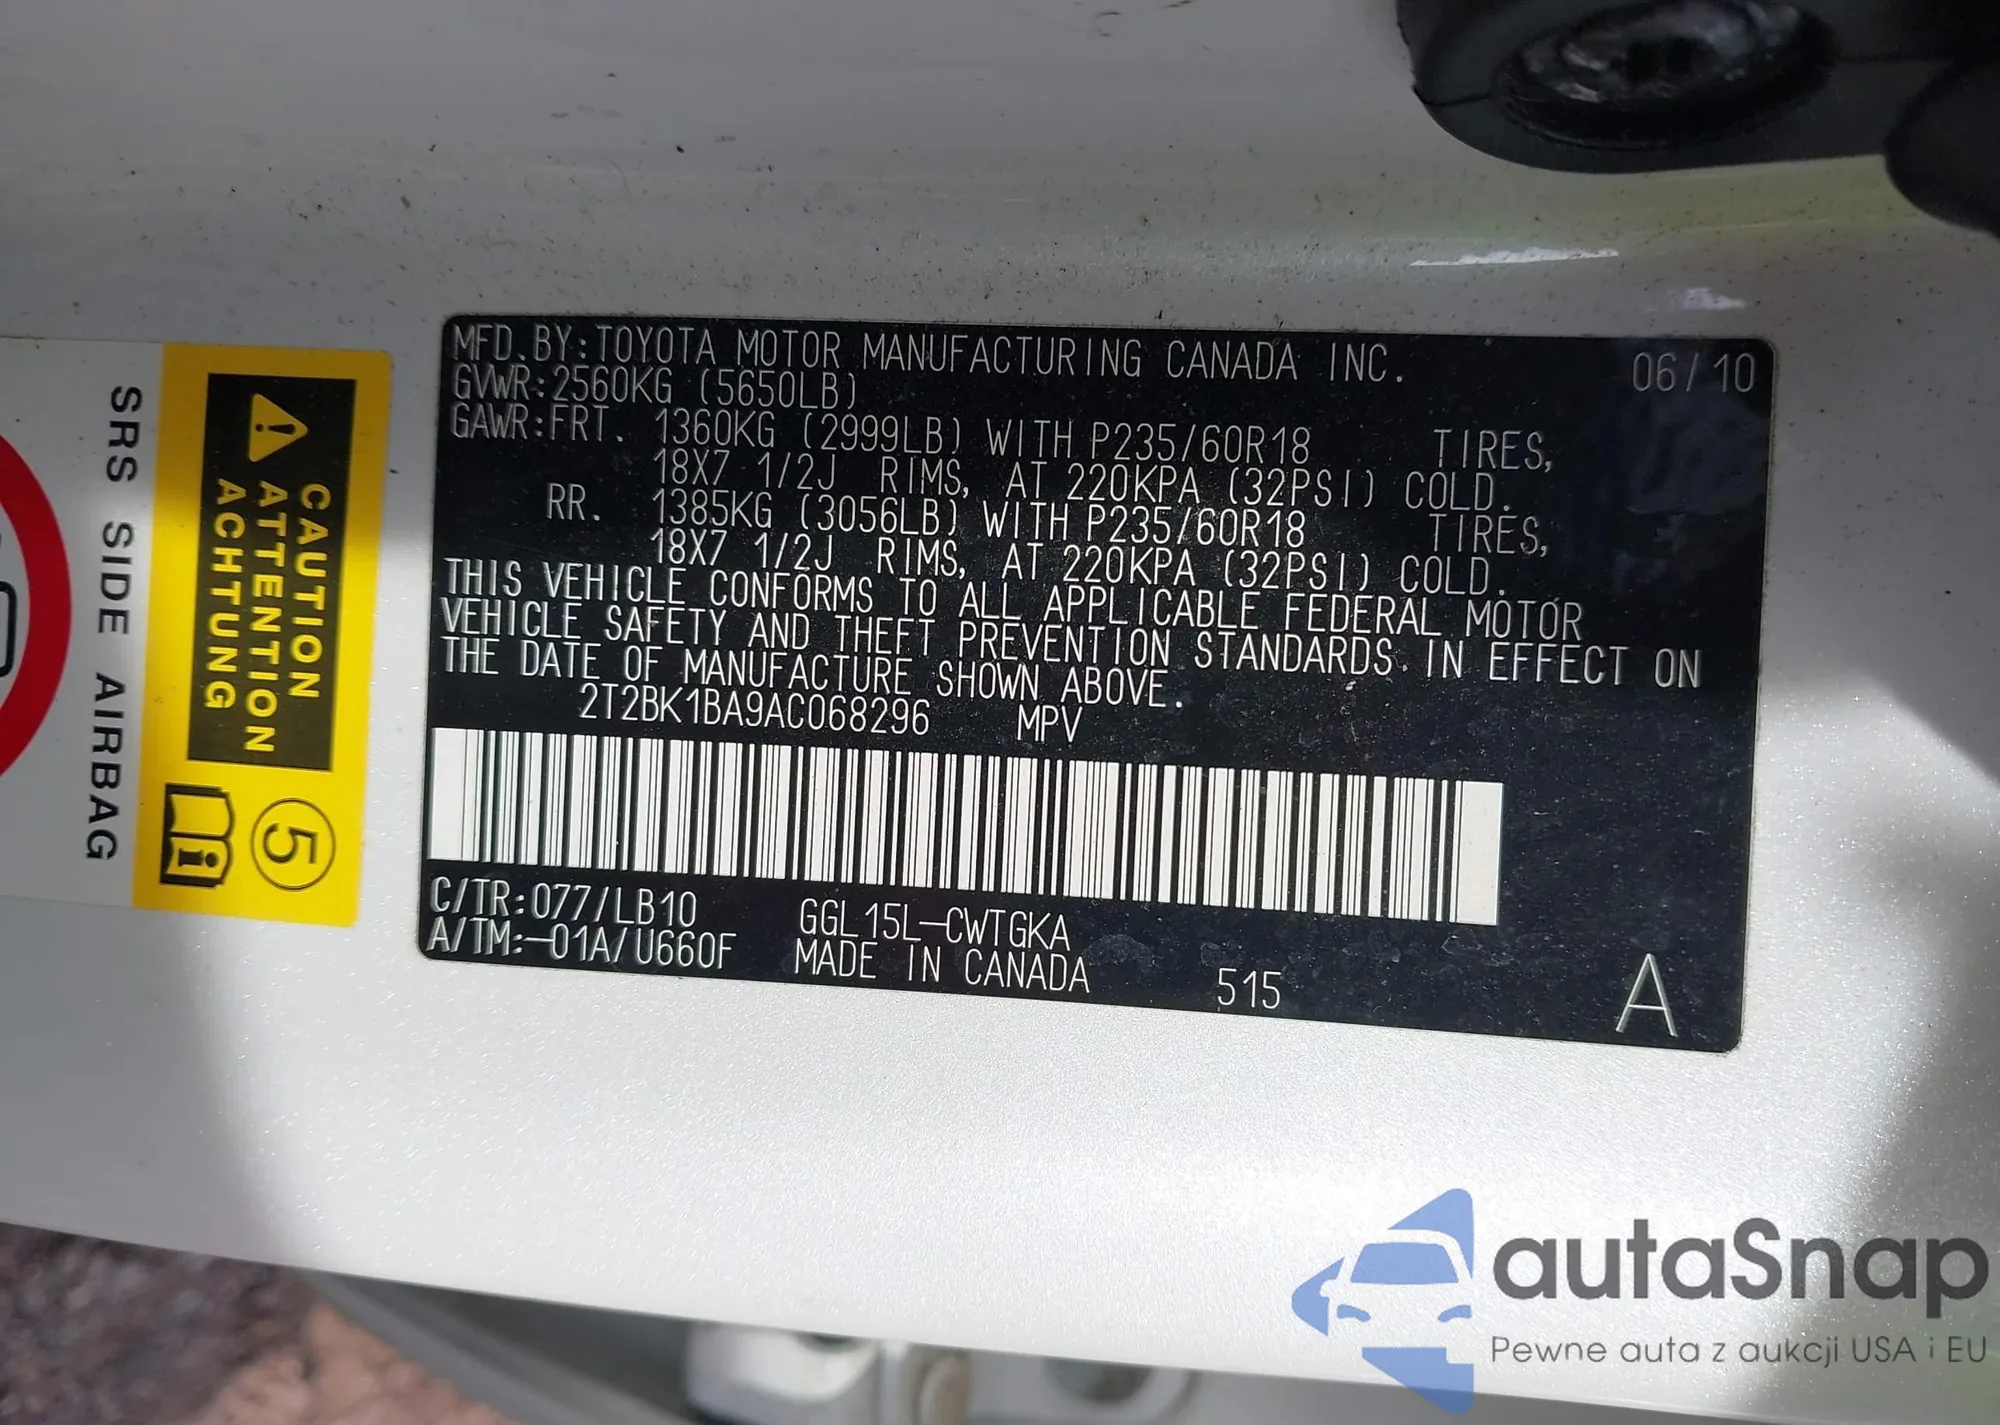 MFD.BY:TOYOTA MOTOR MANUFACTURING CANADA INC. 06/10
GVWR:2560KG (5650LB)
GAWR:FRT. 1360KG (2999LB) WITH P235/60R18 TIRES,
18X7 1/2J RIMS, AT 220KPA (32PSI) COLD.
RR. 1385KG (3056LB) WITH P235/60R18 TIRES,
18X7 1/2J RIMS, AT 220KPA (32PSI) COLD.
THIS VEHICLE CONFORMS TO ALL APPLICABLE FEDERAL MOTOR
VEHICLE SAFETY AND THEFT PREVENTION STANDARDS IN EFFECT ON
THE DATE OF MANUFACTURE SHOWN ABOVE.
2T2BK1BA9AC068296 MPV
C/TR:077/LB10 GGL15L-CWTGKA
A/TM:-01A/U660F MADE IN CANADA 515 A
CAUTION
ATTENTION
ACHTUNG
5
SRS SIDE AIRBAG
autaSnap
Pewne auta z aukcji USA i EU